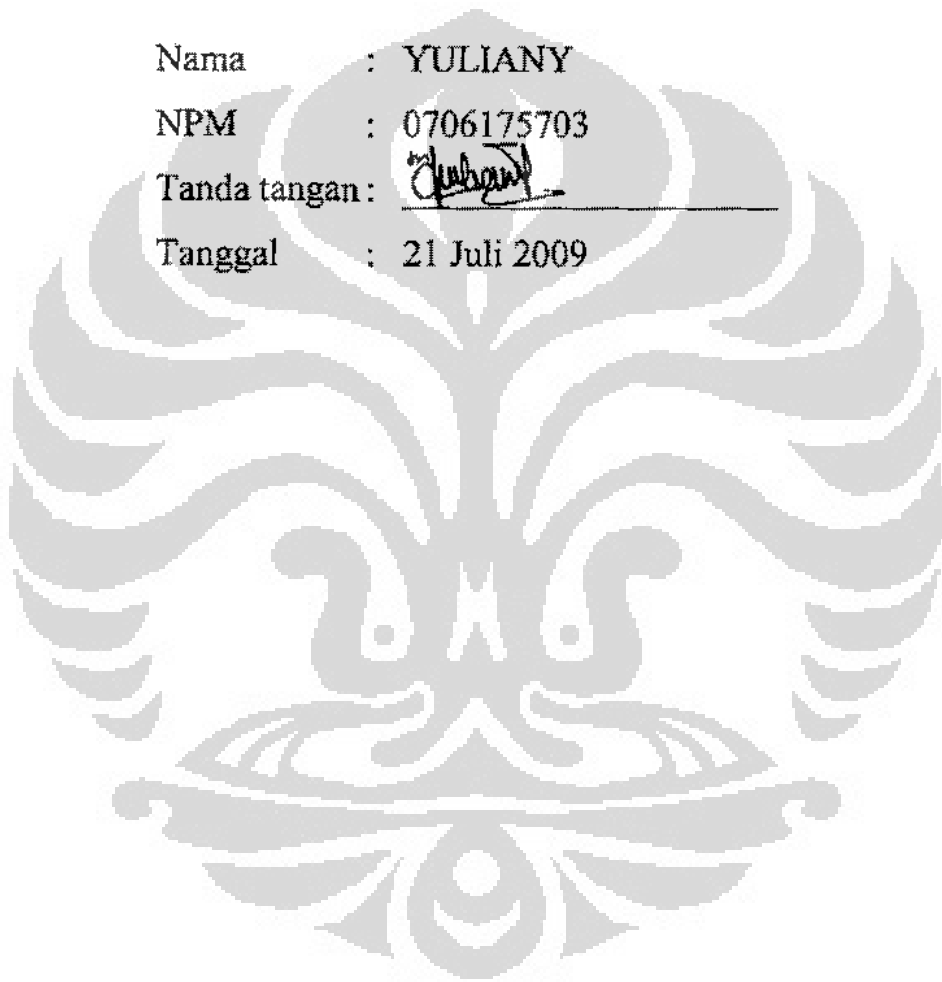 Nama : YULIANY
NPM : 0706175703
Tanda tangan :
Tanggal : 21 Juli 2009